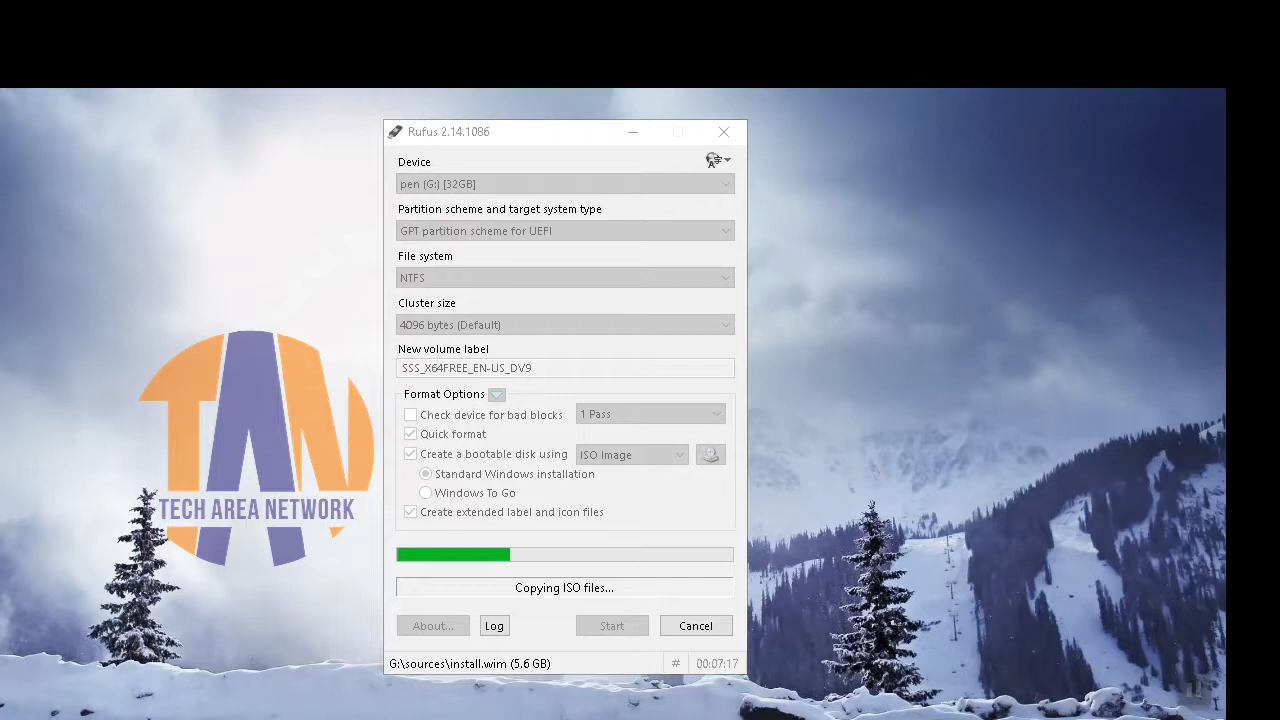 Rufus 2.14.1086
Device
pen (G:) [32GB]
Partition scheme and target system type
GPT partition scheme for UEFI
File system
NTFS
Cluster size
4096 bytes (Default)
New volume label
SSS_X64FREE_EN-US_DV9
Format Options
Check device for bad blocks
1 Pass
Quick format
Create a bootable disk using
ISO Image
Standard Windows installation
Windows To Go
Create extended label and icon files
Copying ISO files...
About...
Log
Start
Cancel
G:\sources\install.wim (5.6 GB)
#
00:07:17
TAN
TECH AREA NETWORK